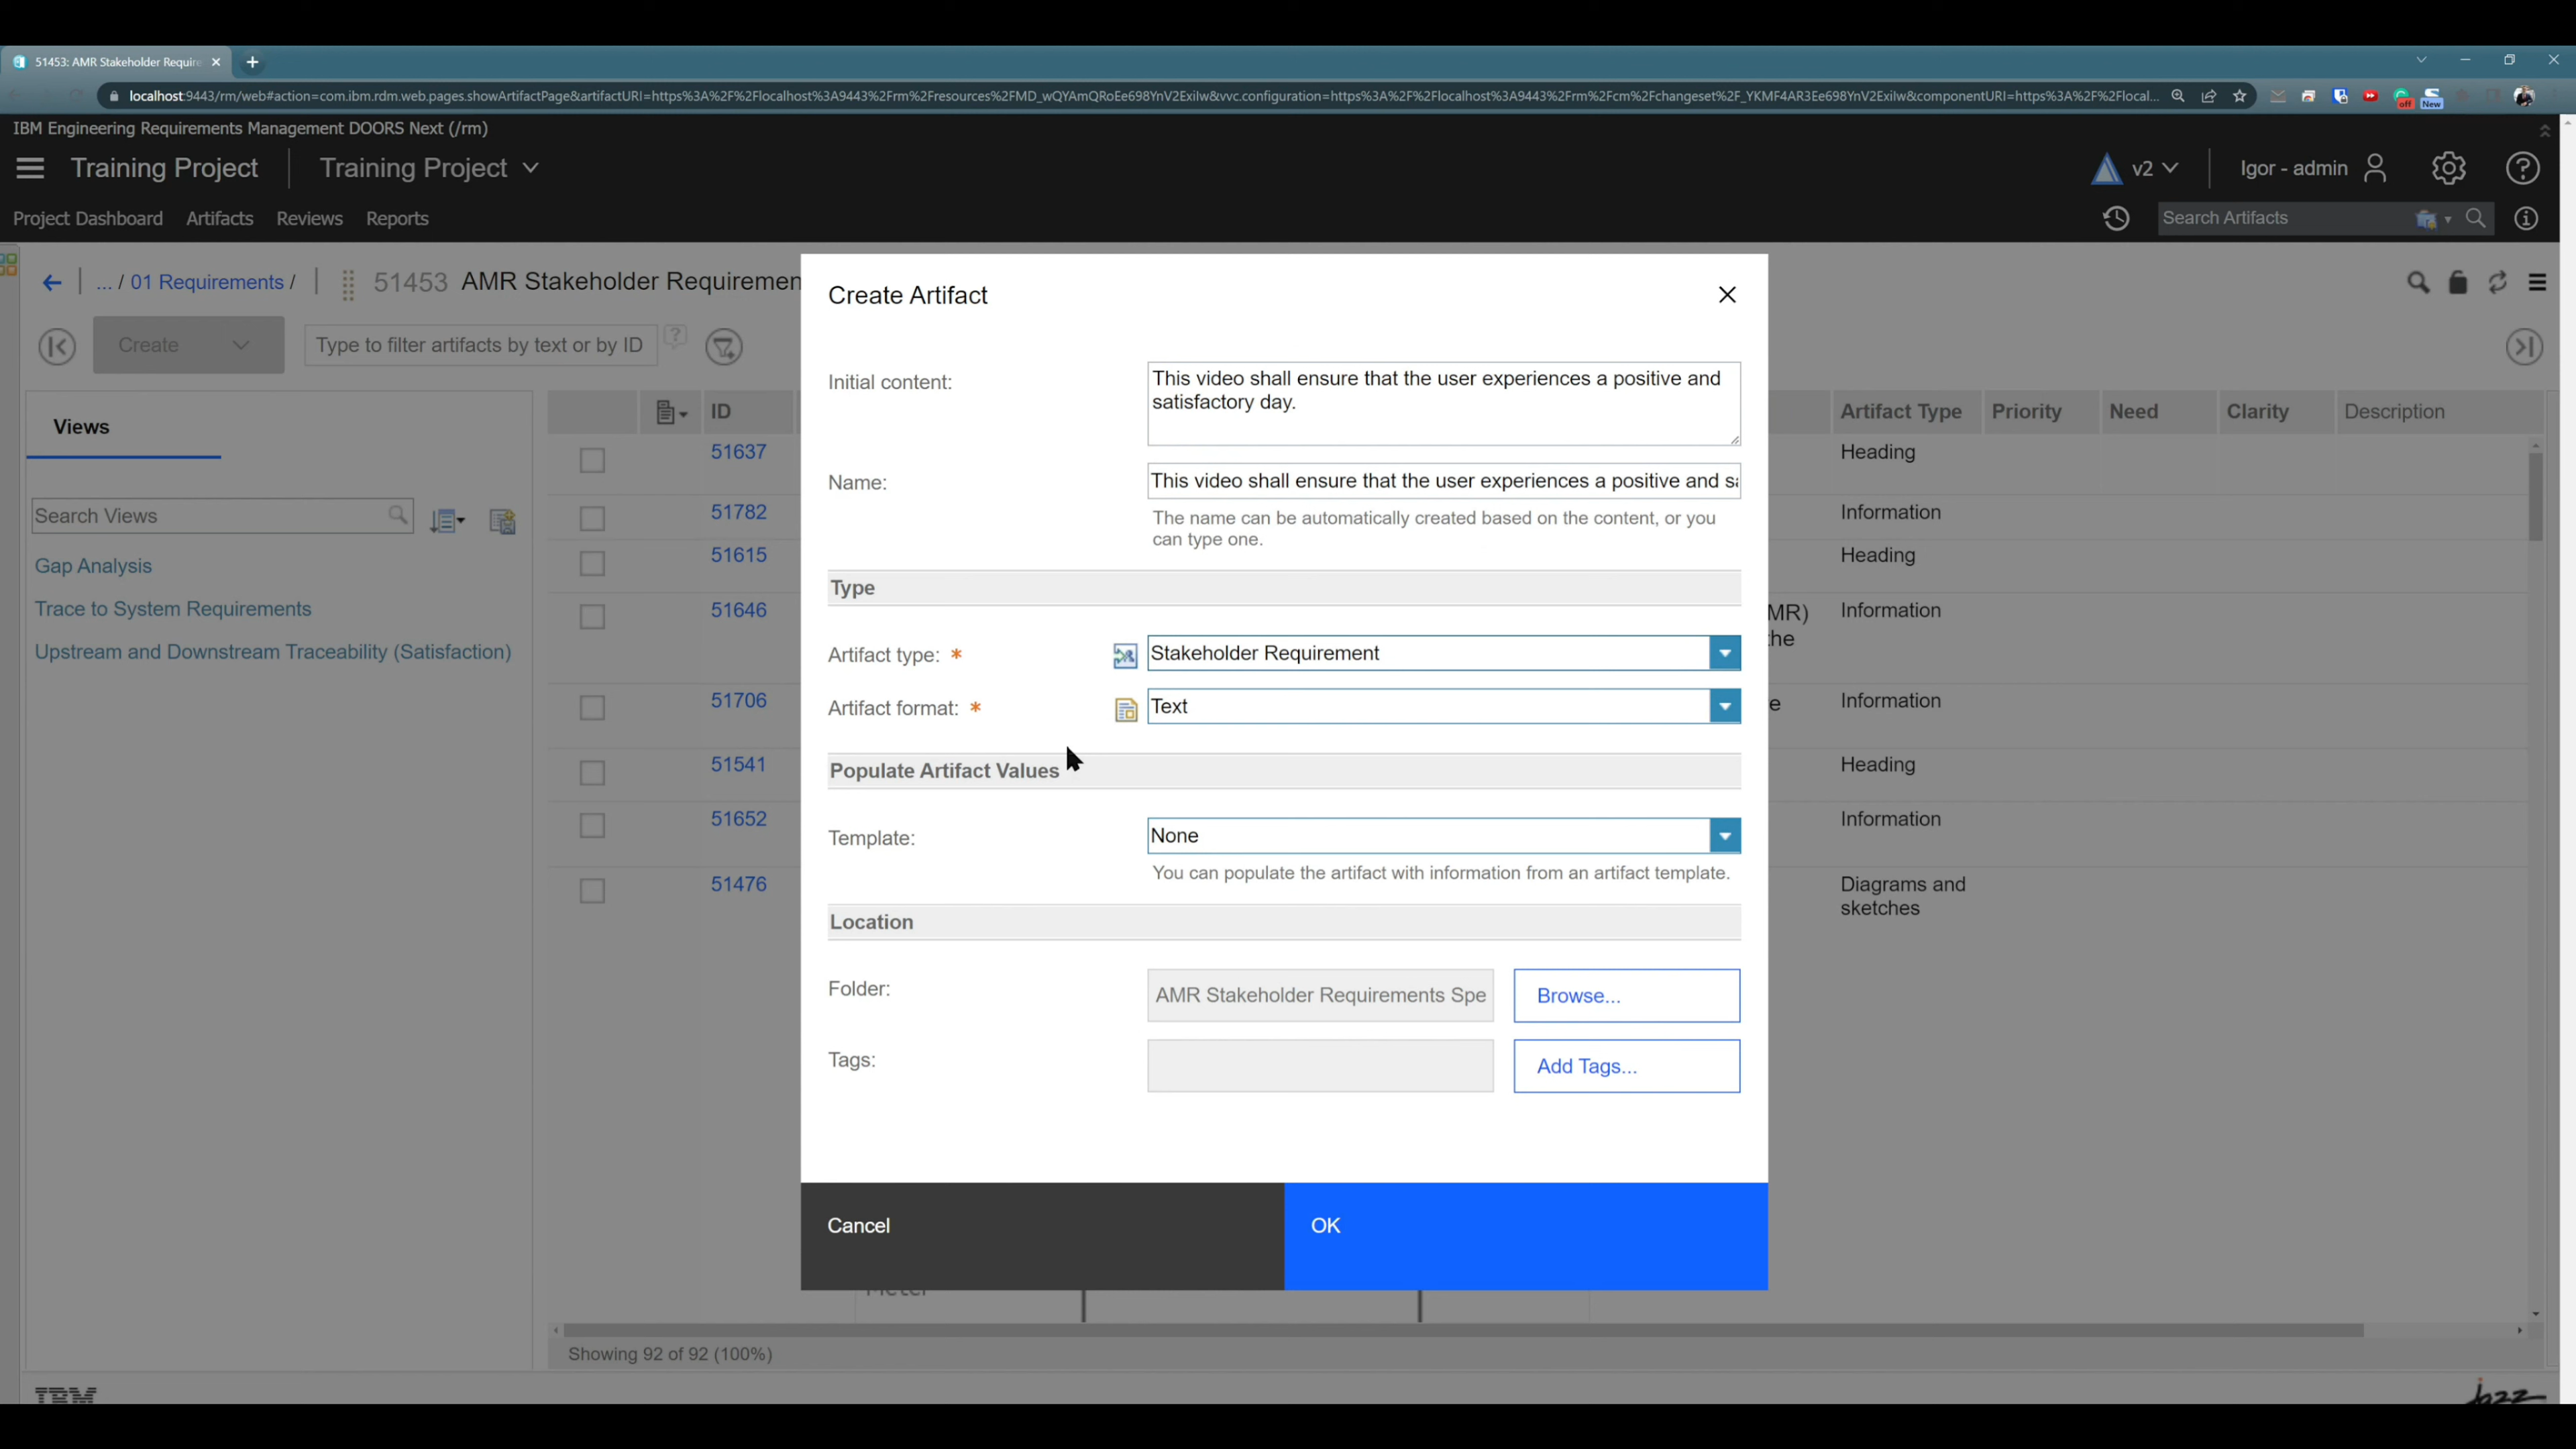 51453: AMR Stakeholder Require
localhost:9443/rm/web#action=com.ibm.rdm.web.pages.showArtifactPage&artifactURI=https%3A%2F%2Flocalhost%3A9443%2Frm%2Fresources%2FMD_wQYAmQRoEe698YnV2Exilw&vvc.configuration=https%3A%2F%2Flocalhost%3A9443%2Frm%2Fcm%2Fchangeset%2F_YKMF4AR3Ee698YnV2Exilw&componentURI=https%3A%2F%2Flocal...
off
New
IBM Engineering Requirements Management DOORS Next (/rm)
Training Project
Training Project
v2
Igor - admin
Project Dashboard Artifacts Reviews Reports
Search Artifacts
... / 01 Requirements /
51453 AMR Stakeholder Requiremen
Create
Type to filter artifacts by text or by ID
?
Views
Search Views
Gap Analysis
Trace to System Requirements
Upstream and Downstream Traceability (Satisfaction)
ID
51637
51782
51615
51646
51706
51541
51652
51476
Create Artifact
Initial content:
This video shall ensure that the user experiences a positive and
satisfactory day.
Name:
This video shall ensure that the user experiences a positive and sa
The name can be automatically created based on the content, or you
can type one.
Type
Artifact type: *
Stakeholder Requirement
Artifact format: *
Text
Populate Artifact Values
Template:
None
You can populate the artifact with information from an artifact template.
Location
Folder:
AMR Stakeholder Requirements Spe
Browse...
Tags:
Add Tags...
Cancel
OK
Artifact Type Priority Need Clarity Description
Heading
Information
Heading
MR)
the
Information
e
Information
Heading
Information
Diagrams and
sketches
Meter
Showing 92 of 92 (100%)
IBM
jazz